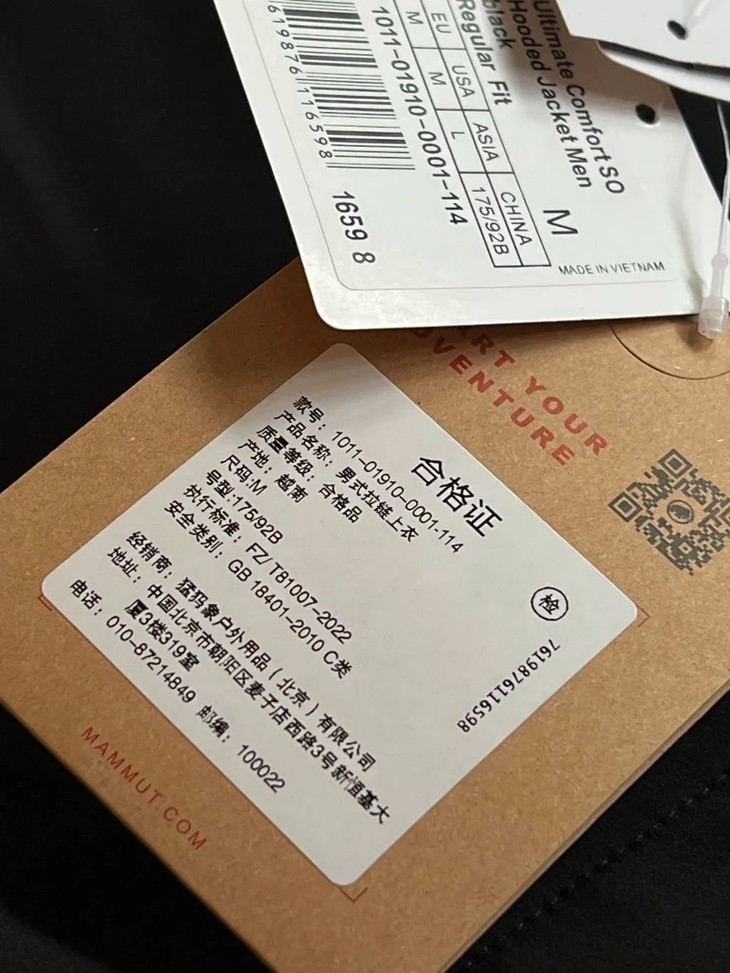 Ultimate Comfort SO
Hooded Jacket Men
black
Regular Fit
M
EU USA ASIA CHINA
M M L 175/92B
1011-01910-0001-114
619876116598
1659 8
MADE IN VIETNAM
ART YOUR
DVENTURE
合格证
款号：1011-01910-0001-114
产品名称：男式拉链上衣
质量等级：合格品
产地：越南
尺码:M
号型:175/92B
执行标准：FZ/T81007-2022
安全类别：GB 18401-2010 C类
检
7619876116598
经销商：猛犸象户外用品（北京）有限公司
地址：中国北京市朝阳区麦子店西路3号新恒基大
厦3楼319室
电话：010-87214849 邮编：100022
MAMMUT.COM